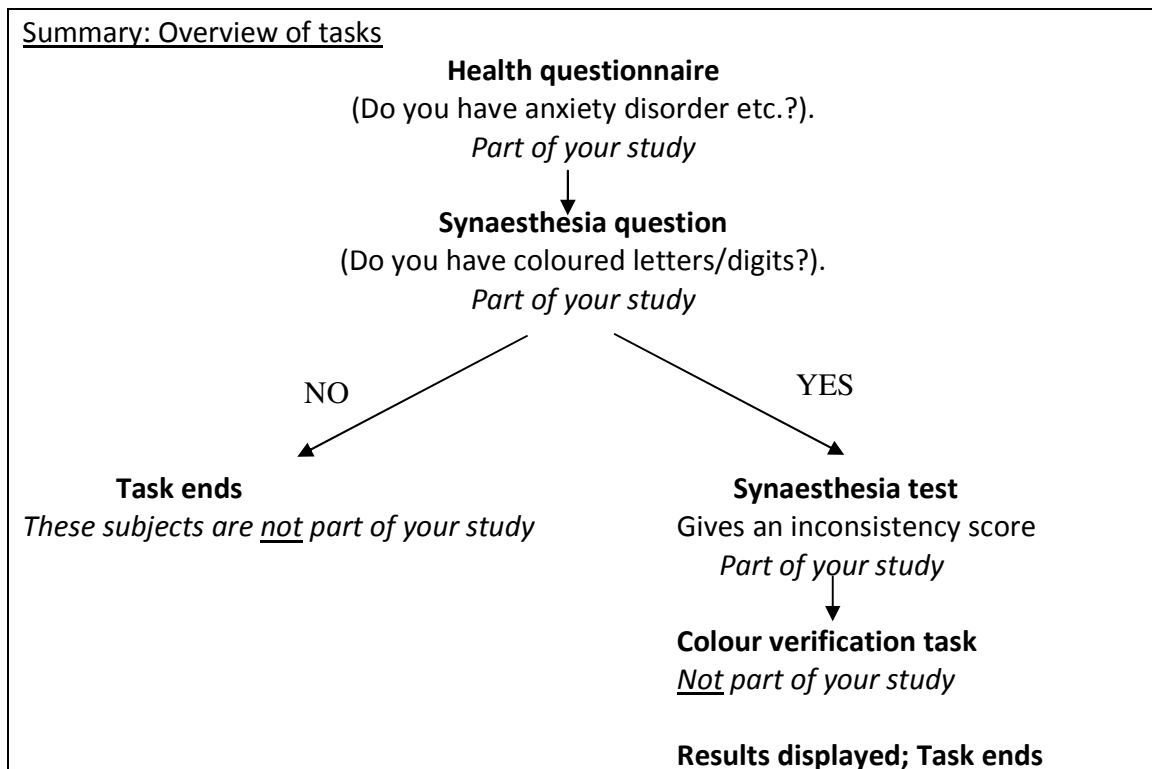 Summary: Overview of tasks
Health questionnaire
(Do you have anxiety disorder etc.?).
Part of your study
Synaesthesia question
(Do you have coloured letters/digits?).
Part of your study
NO
YES
Task ends
These subjects are not part of your study
Synaesthesia test
Gives an inconsistency score
Part of your study
Colour verification task
Not part of your study
Results displayed; Task ends